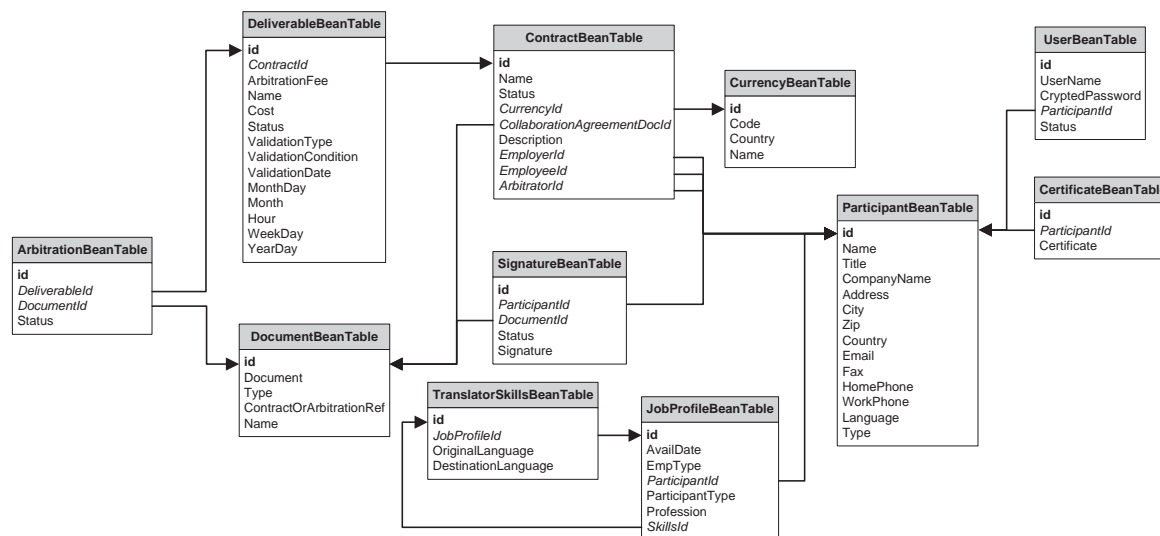 DeliverableBeanTable
id
ContractId
ArbitrationFee
Name
Cost
Status
ValidationType
ValidationCondition
ValidationDate
MonthDay
Month
Hour
WeekDay
YearDay
ContractBeanTable
id
Name
Status
CurrencyId
CollaborationAgreementDocId
Description
EmployerId
EmployeeId
ArbitratorId
CurrencyBeanTable
id
Code
Country
Name
UserBeanTable
id
UserName
CryptedPassword
ParticipantId
Status
CertificateBeanTable
id
ParticipantId
Certificate
ParticipantBeanTable
id
Name
Title
CompanyName
Address
City
Zip
Country
Email
Fax
HomePhone
WorkPhone
Language
Type
ArbitrationBeanTable
id
DeliverableId
DocumentId
Status
SignatureBeanTable
id
ParticipantId
DocumentId
Status
Signature
DocumentBeanTable
id
Document
Type
ContractOrArbitrationRef
Name
TranslatorSkillsBeanTable
id
JobProfileId
OriginalLanguage
DestinationLanguage
JobProfileBeanTable
id
AvailDate
EmpType
ParticipantId
ParticipantType
Profession
SkillsId